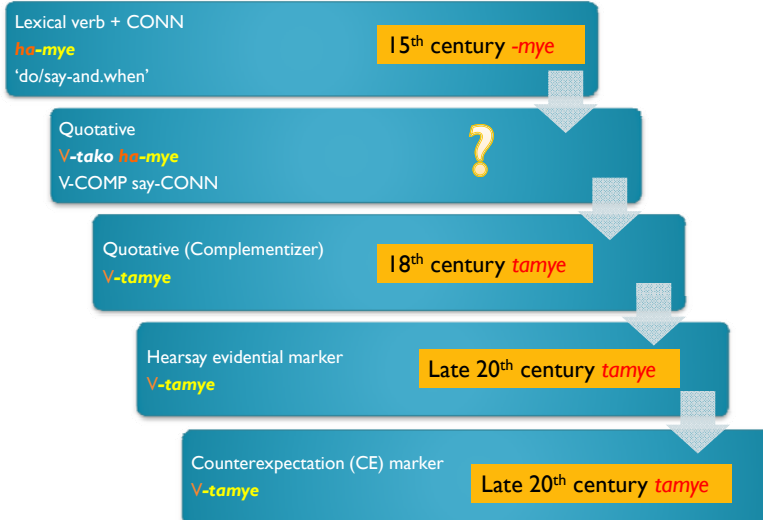 Lexical verb + CONN
ha-mye
‘do/say-and.when’
15th century -mye
Quotative
V-tako ha-mye
V-COMP say-CONN
?
Quotative (Complementizer)
V-tamye
18th century tamye
Hearsay evidential marker
V-tamye
Late 20th century tamye
Counterexpectation (CE) marker
V-tamye
Late 20th century tamye